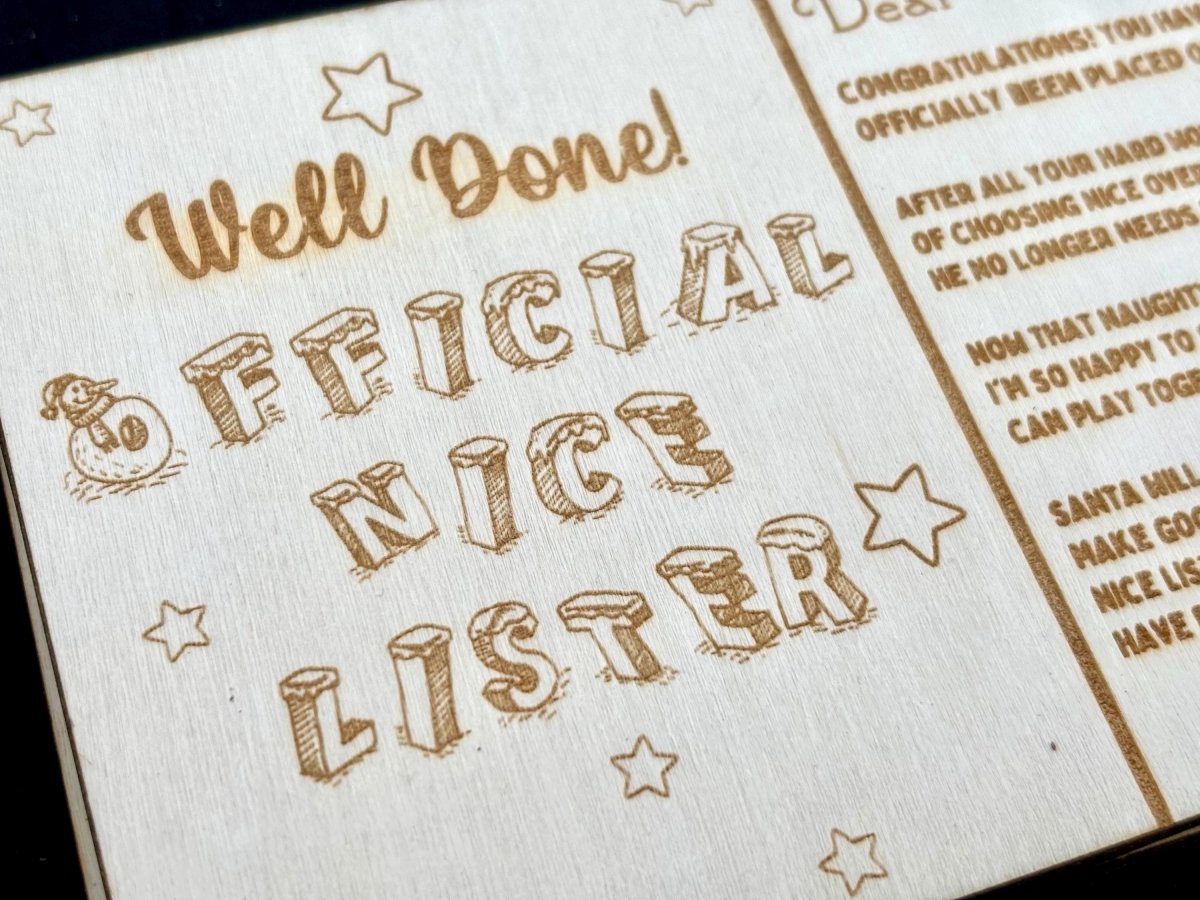 Well Done!
OFFICIAL
NICE
LISTER
Dear
CONGRATULATIONS! YOU HAV
OFFICIALLY BEEN PLACED O
AFTER ALL YOUR HARD WO
OF CHOOSING NICE OVER
HE NO LONGER NEEDS
NOW THAT NAUGHT
I'M SO HAPPY TO
CAN PLAY TOGE
SANTA WILL
MAKE GOO
NICE LIS
HAVE